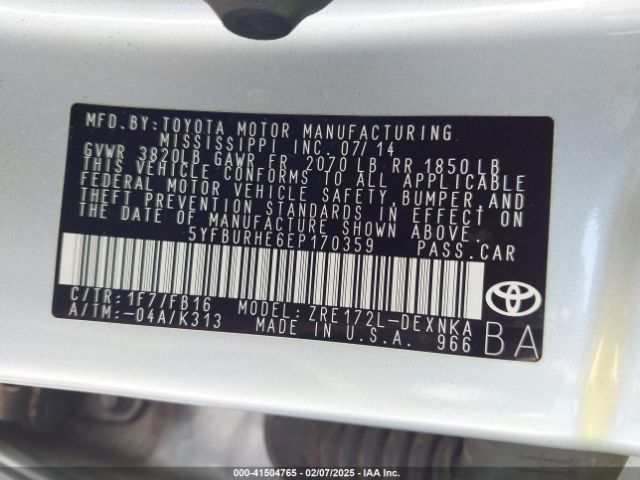 MFD. BY: TOYOTA MOTOR MANUFACTURING
MISSISSIPPI INC. 07/14
GVWR 3820LB GAWR FR 2070 LB RR 1850 LB
THIS VEHICLE CONFORMS TO ALL APPLICABLE
FEDERAL MOTOR VEHICLE SAFETY, BUMPER, AND
THEFT PREVENTION STANDARDS IN EFFECT ON
THE DATE OF MANUFACTURE SHOWN ABOVE.
5YFBURHE6EP170359 PASS. CAR
C/TR: 1F7/FB16 MODEL: ZRE172L-DEXNKA
A/TM: -04A/K313 MADE IN U.S.A. 966
BA
00-41504765 - 02/07/2025 - IAA Inc.